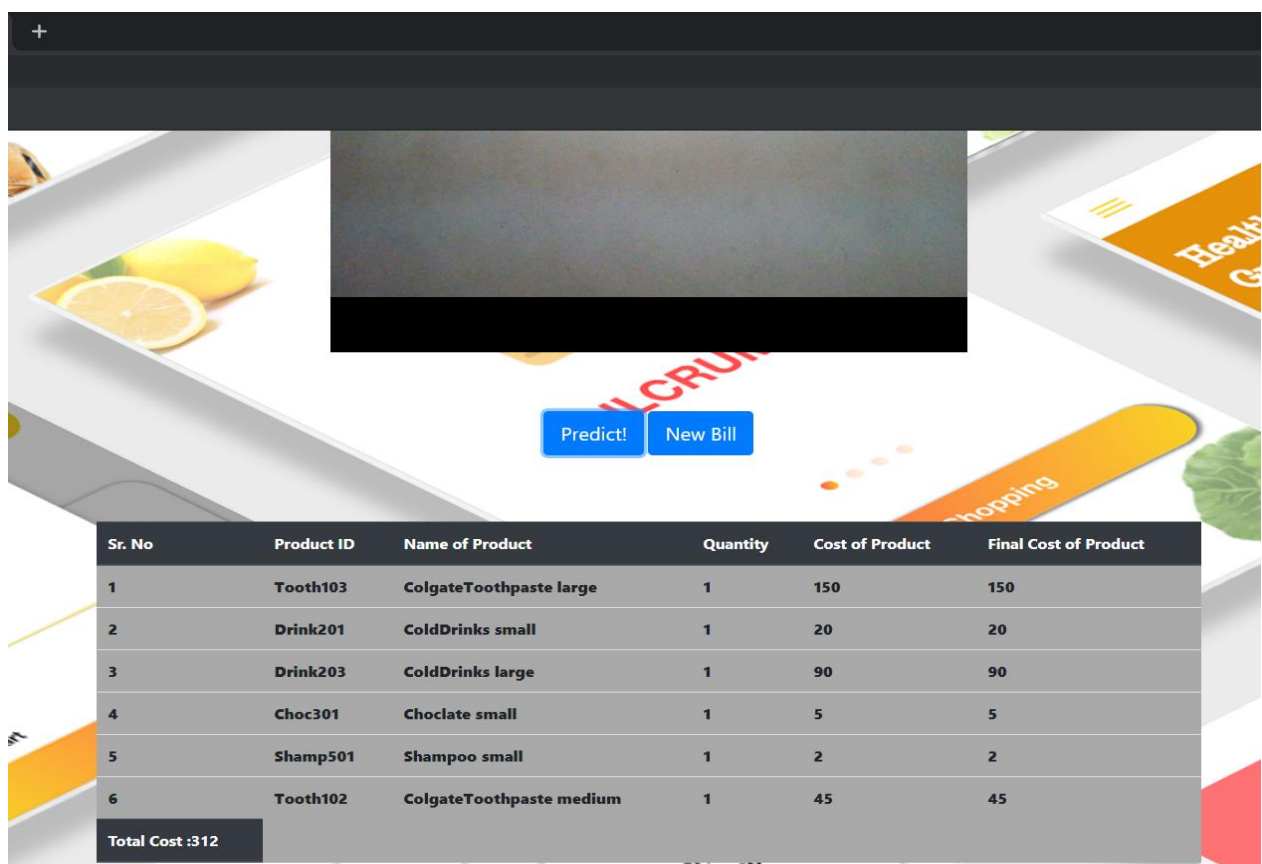 +
Health
ILCRUM
Predict! New Bill
Shopping
Sr. No Product ID Name of Product Quantity Cost of Product Final Cost of Product
1 Tooth103 ColgateToothpaste large 1 150 150
2 Drink201 ColdDrinks small 1 20 20
3 Drink203 ColdDrinks large 1 90 90
4 Choc301 Choclate small 1 5 5
5 Shamp501 Shampoo small 1 2 2
6 Tooth102 ColgateToothpaste medium 1 45 45
Total Cost :312